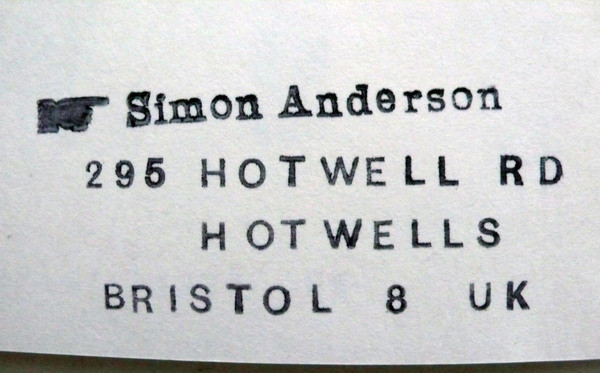 Simon Anderson
295 HOTWELL RD
HOTWELLS
BRISTOL 8 UK